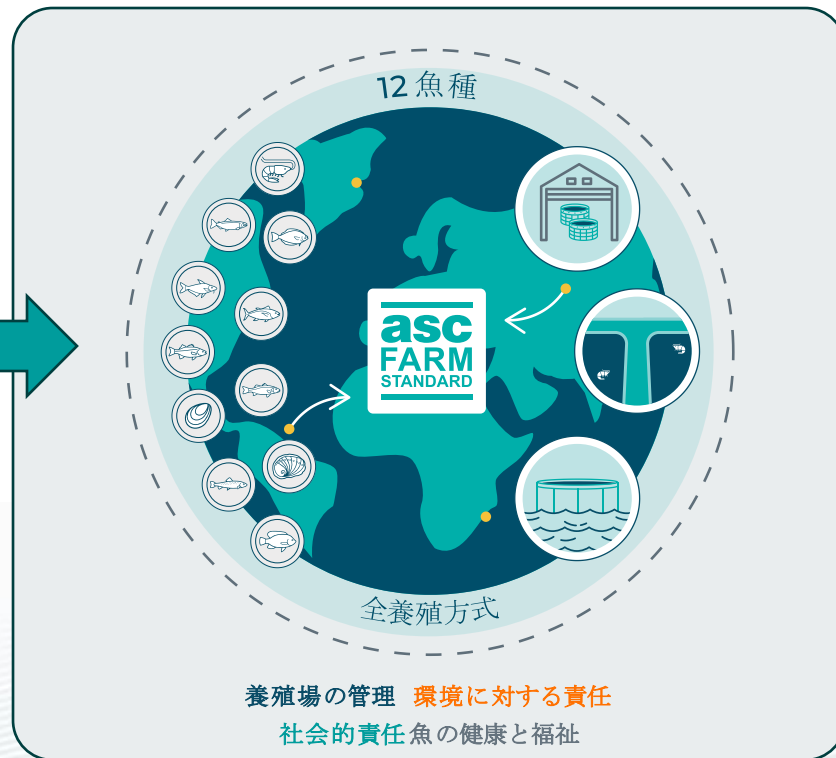 12 魚種
asc
FARM
STANDARD
全養殖方式
養殖場の管理 環境に対する責任
社会的責任 魚の健康と福祉